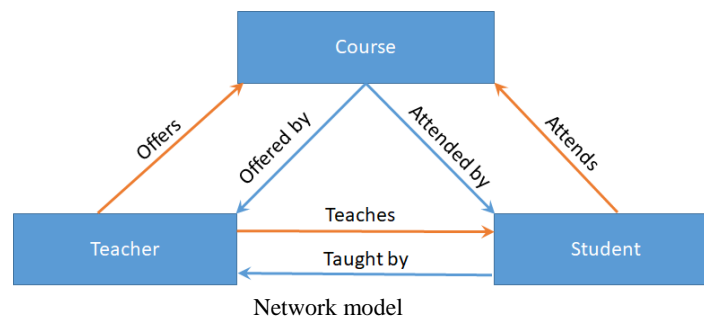 Course
Offers
Offered by
Attended by
Attends
Teaches
Teacher
Student
Taught by
Network model